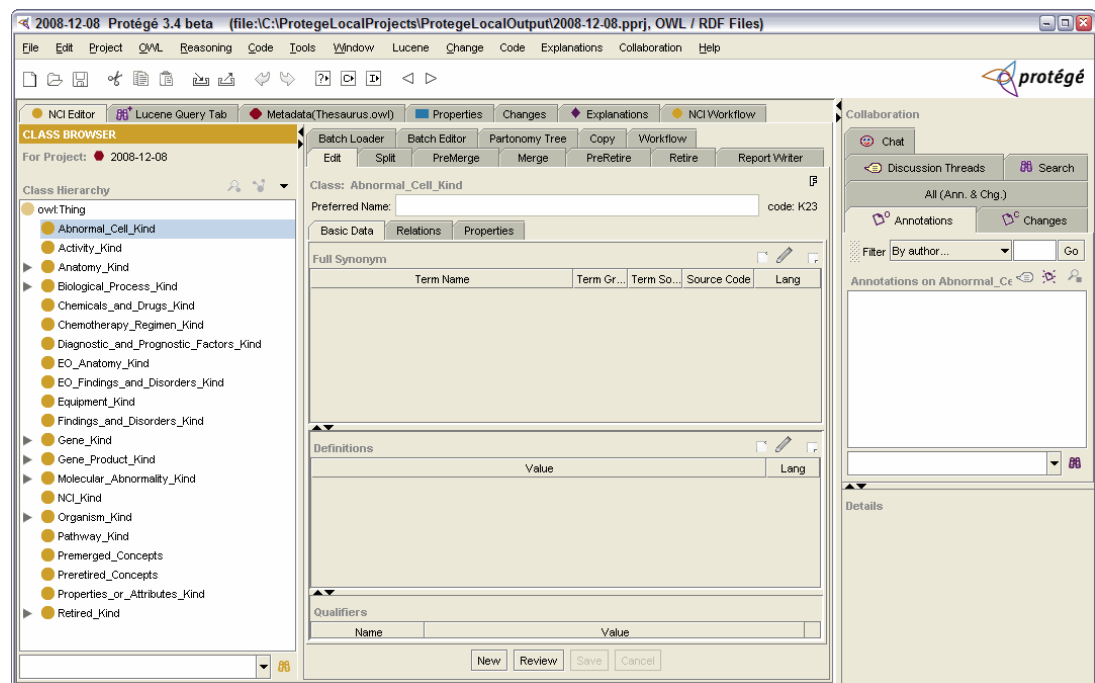 2008-12-08 Protégé 3.4 beta (file:\C:\ProtegeLocalProjects\ProtegeLocalOutput\2008-12-08.pprj, OWL / RDF Files)
File Edit Project OWL Reasoning Code Tools Window Lucene Change Code Explanations Collaboration Help
protégé
NCI Editor Lucene Query Tab Metadata(Thesaurus.owl) Properties Changes Explanations NCI Workflow
CLASS BROWSER
For Project: 2008-12-08
Class Hierarchy
owl:Thing
Abnormal_Cell_Kind
Activity_Kind
Anatomy_Kind
Biological_Process_Kind
Chemicals_and_Drugs_Kind
Chemotherapy_Regimen_Kind
Diagnostic_and_Prognostic_Factors_Kind
EO_Anatomy_Kind
EO_Findings_and_Disorders_Kind
Equipment_Kind
Findings_and_Disorders_Kind
Gene_Kind
Gene_Product_Kind
Molecular_Abnormality_Kind
NCI_Kind
Organism_Kind
Pathway_Kind
Premerged_Concepts
Preretired_Concepts
Properties_or_Attributes_Kind
Retired_Kind
Batch Loader Batch Editor Partonomy Tree Copy Workflow
Edit Split PreMerge Merge PreRetire Retire Report Writer
Class: Abnormal_Cell_Kind
Preferred Name: code: K23
Basic Data Relations Properties
Full Synonym
Term Name Term Gr... Term So... Source Code Lang
Definitions
Value Lang
Qualifiers
Name Value
New Review Save Cancel
Collaboration
Chat
Discussion Threads Search
All (Ann. & Chg.)
Annotations Changes
Filter By author... Go
Annotations on Abnormal_Ce
Details